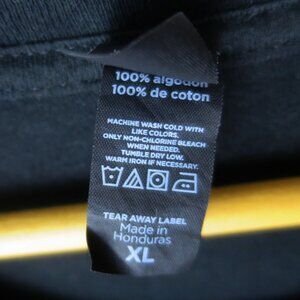 100% algodon
100% de coton
MACHINE WASH COLD WITH
LIKE COLORS.
ONLY NON-CHLORINE BLEACH
WHEN NEEDED.
TUMBLE DRY LOW.
WARM IRON IF NECESSARY.
TEAR AWAY LABEL
Made in
Honduras
XL